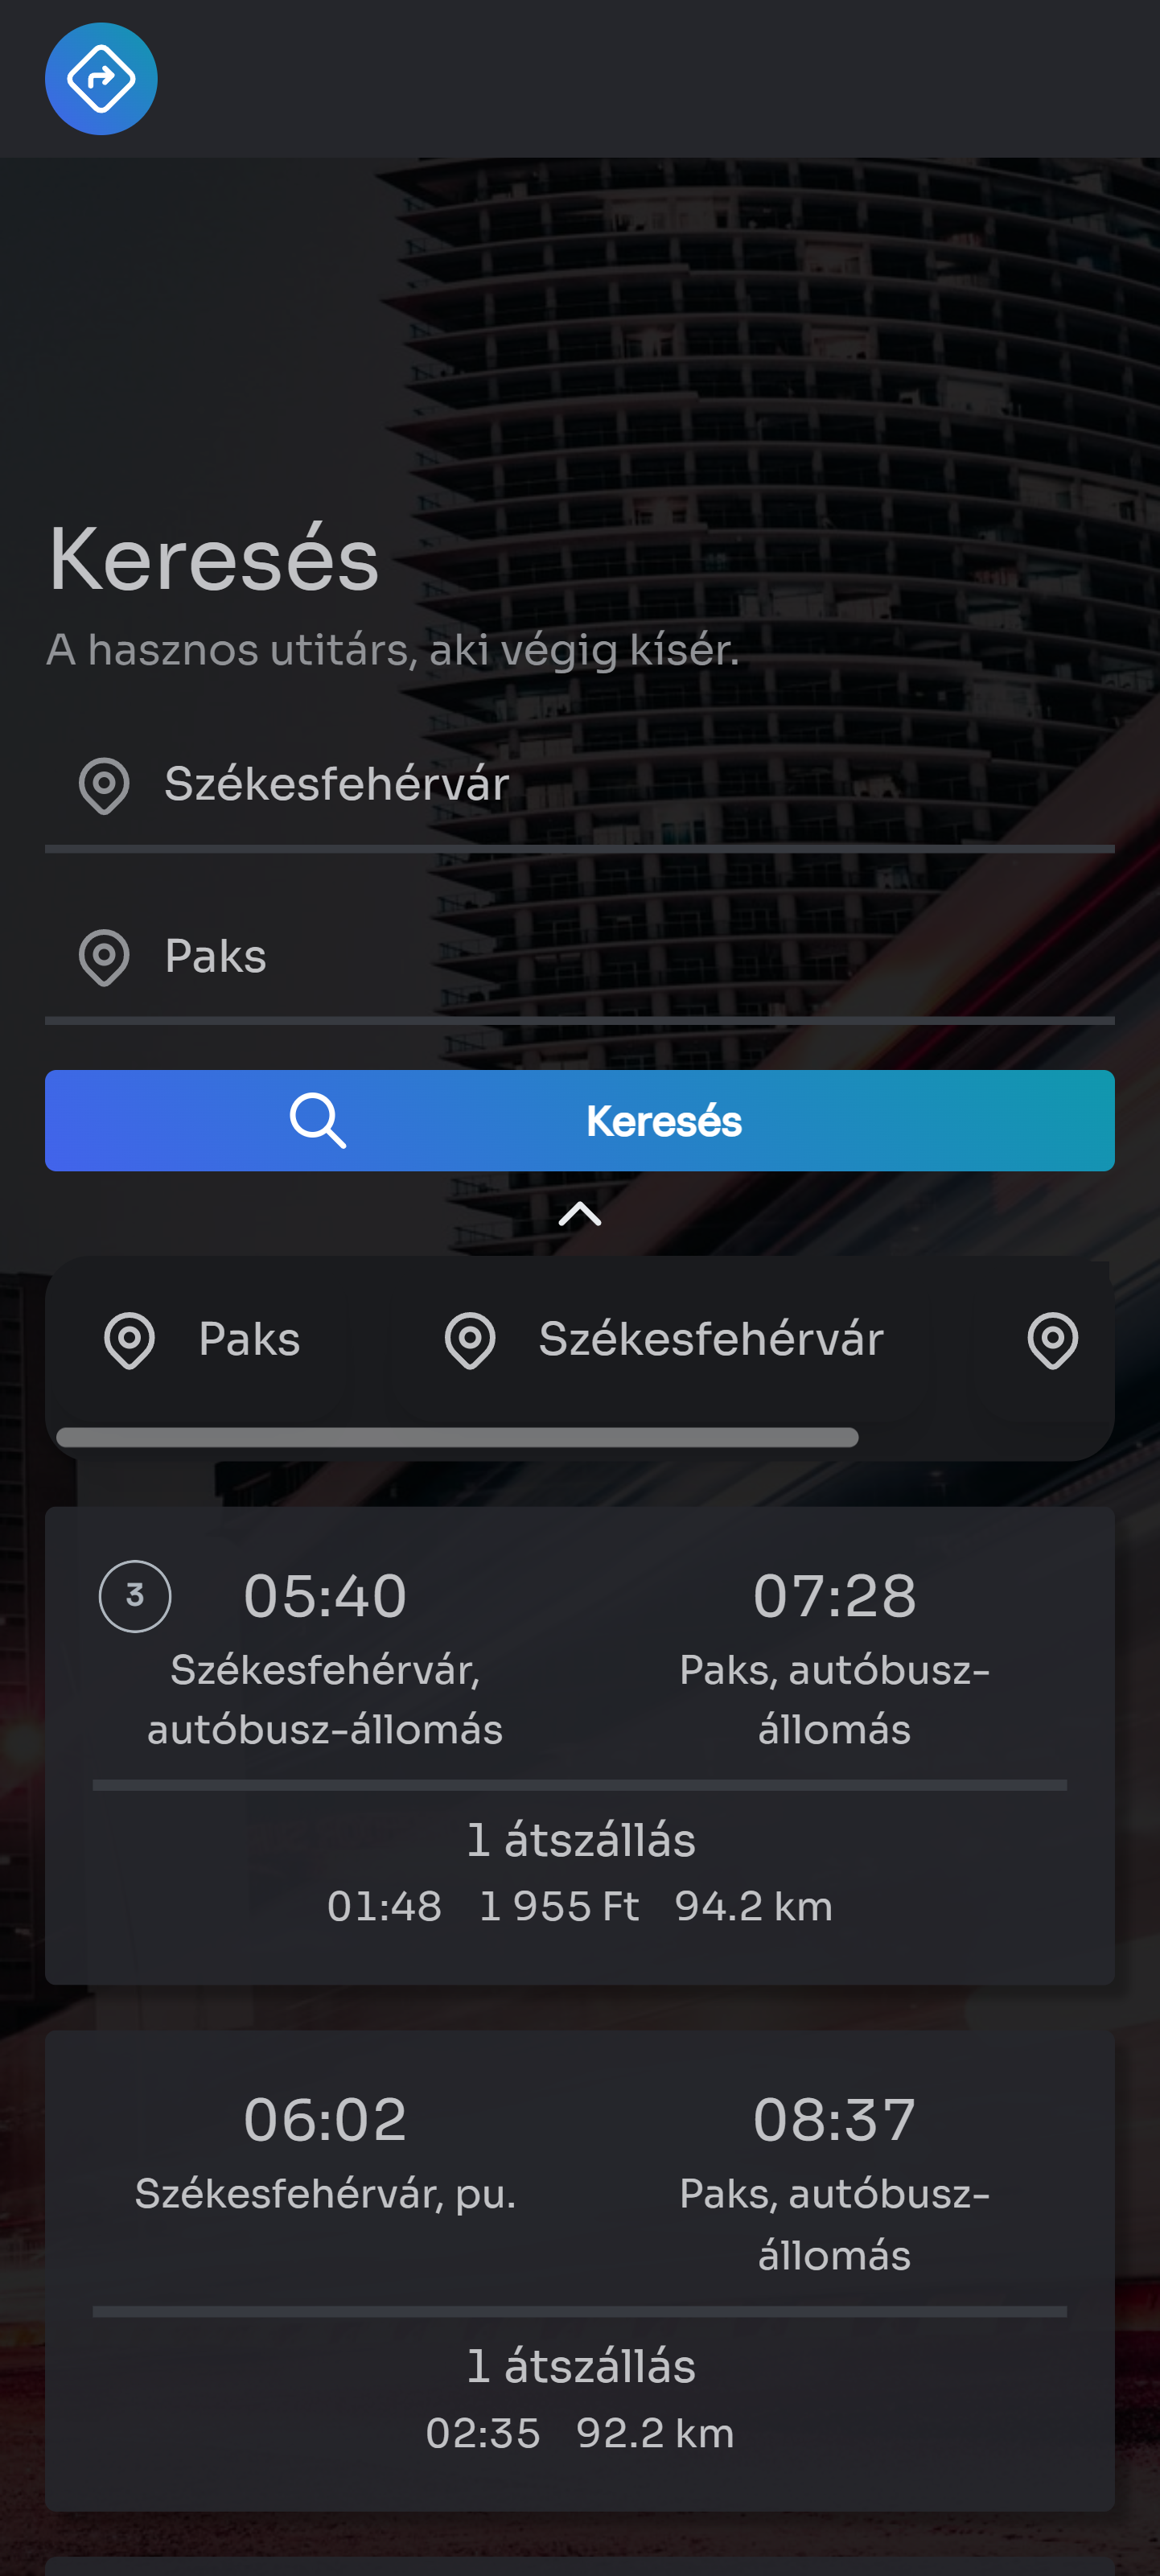 Keresés
A hasznos utitárs, aki végig kísér.
Székesfehérvár
Paks
Keresés
Paks Székesfehérvár
3 05:40 07:28
Székesfehérvár, Paks, autóbusz-
autóbusz-állomás állomás
1 átszállás
01:48 1 955 Ft 94.2 km
06:02 08:37
Székesfehérvár, pu. Paks, autóbusz-
állomás
1 átszállás
02:35 92.2 km